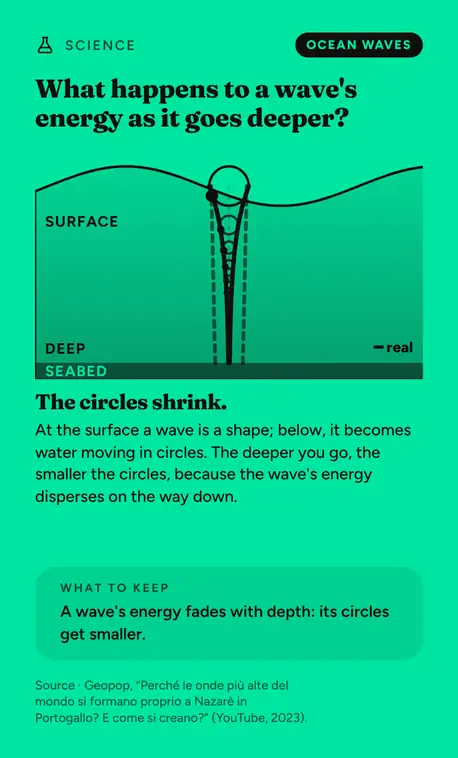 SCIENCE
OCEAN WAVES
What happens to a wave's
energy as it goes deeper?
SURFACE
DEEP
real
SEABED
The circles shrink.
At the surface a wave is a shape; below, it becomes
water moving in circles. The deeper you go, the
smaller the circles, because the wave's energy
disperses on the way down.
WHAT TO KEEP
A wave's energy fades with depth: its circles
get smaller.
Source · Geopop, "Perché le onde più alte del
mondo si formano proprio a Nazarè in
Portogallo? E come si creano?" (YouTube, 2023).